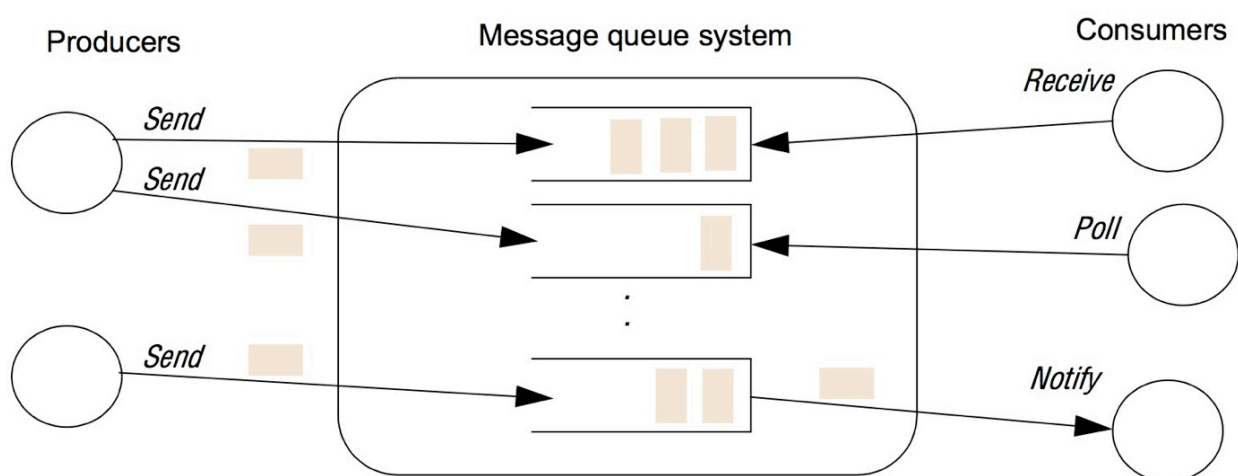 Producers
Message queue system
Consumers
Send
Receive
Send
Poll
:
Send
Notify